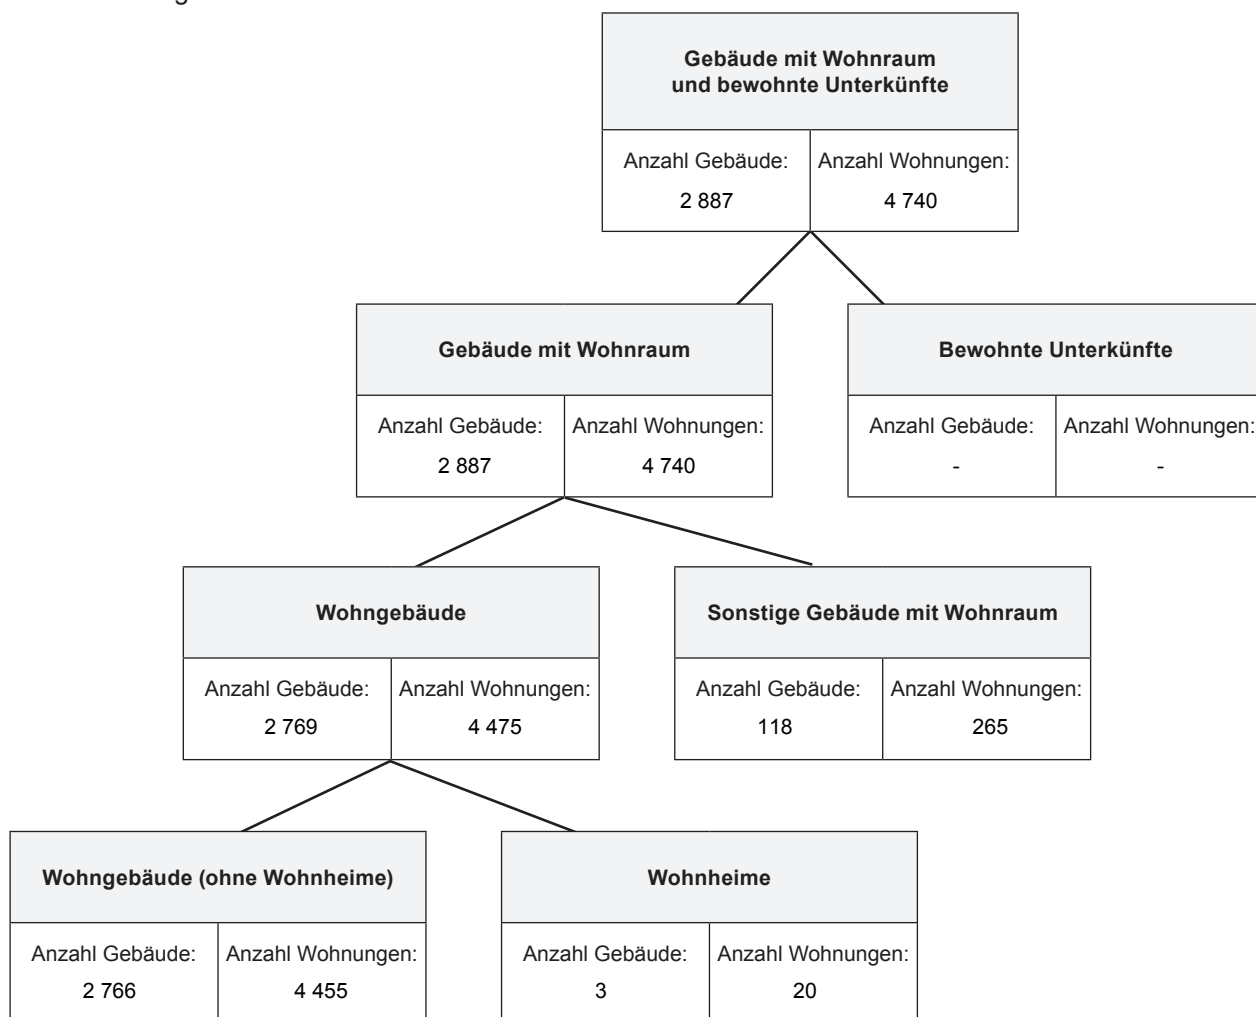 Gebäude mit Wohnraum
und bewohnte Unterkünfte
Anzahl Gebäude: Anzahl Wohnungen:
2 887 4 740
Gebäude mit Wohnraum
Anzahl Gebäude: Anzahl Wohnungen:
2 887 4 740
Bewohnte Unterkünfte
Anzahl Gebäude: Anzahl Wohnungen:
- -
Wohngebäude
Anzahl Gebäude: Anzahl Wohnungen:
2 769 4 475
Sonstige Gebäude mit Wohnraum
Anzahl Gebäude: Anzahl Wohnungen:
118 265
Wohngebäude (ohne Wohnheime)
Anzahl Gebäude: Anzahl Wohnungen:
2 766 4 455
Wohnheime
Anzahl Gebäude: Anzahl Wohnungen:
3 20